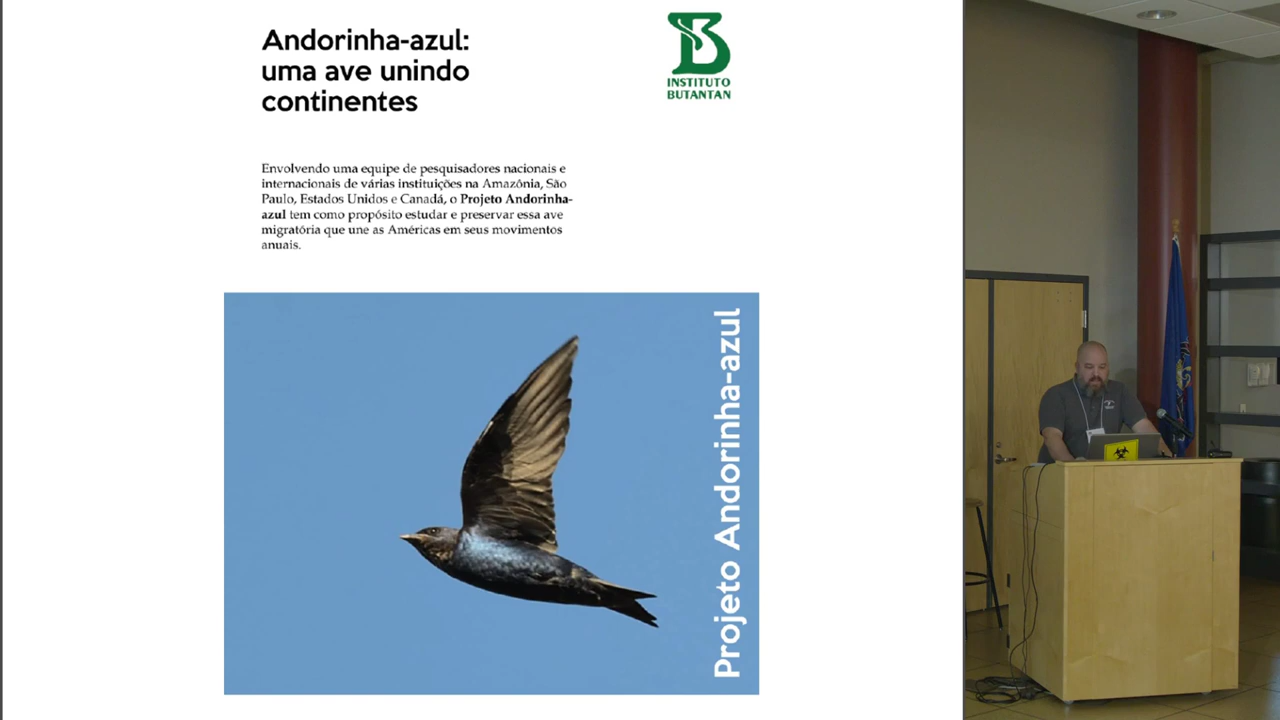 Andorinha-azul:
uma ave unindo
continentes
INSTITUTO
BUTANTAN
Envolvendo uma equipe de pesquisadores nacionais e
internacionais de várias instituições na Amazônia, São
Paulo, Estados Unidos e Canadá, o Projeto Andorinha-
azul tem como propósito estudar e preservar essa ave
migratória que une as Américas em seus movimentos
anuais.
Projeto Andorinha-azul